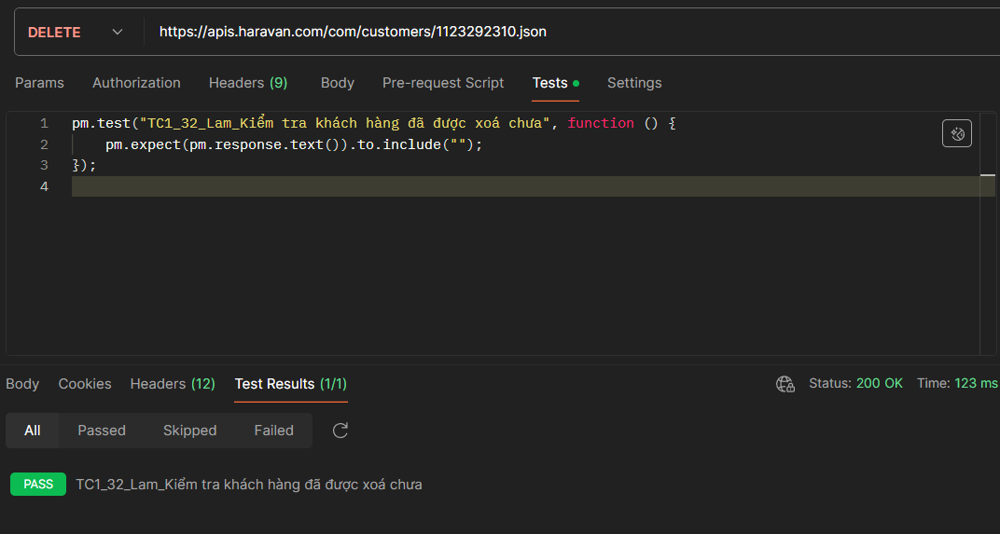 DELETE https://apis.haravan.com/com/customers/1123292310.json
Params Authorization Headers (9) Body Pre-request Script Tests Settings
1 pm.test("TC1_32_Lam_Kiểm tra khách hàng đã được xoá chưa", function () {
2 pm.expect(pm.response.text()).to.include("");
3 });
4
Body Cookies Headers (12) Test Results (1/1) Status: 200 OK Time: 123 ms
All Passed Skipped Failed
PASS TC1_32_Lam_Kiểm tra khách hàng đã được xoá chưa